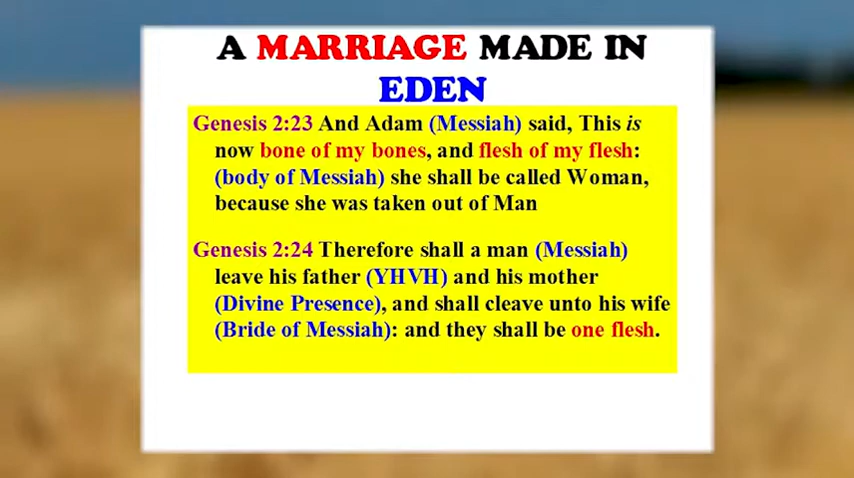 A MARRIAGE MADE IN
EDEN
Genesis 2:23 And Adam (Messiah) said, This is
now bone of my bones, and flesh of my flesh:
(body of Messiah) she shall be called Woman,
because she was taken out of Man
Genesis 2:24 Therefore shall a man (Messiah)
leave his father (YHVH) and his mother
(Divine Presence), and shall cleave unto his wife
(Bride of Messiah): and they shall be one flesh.